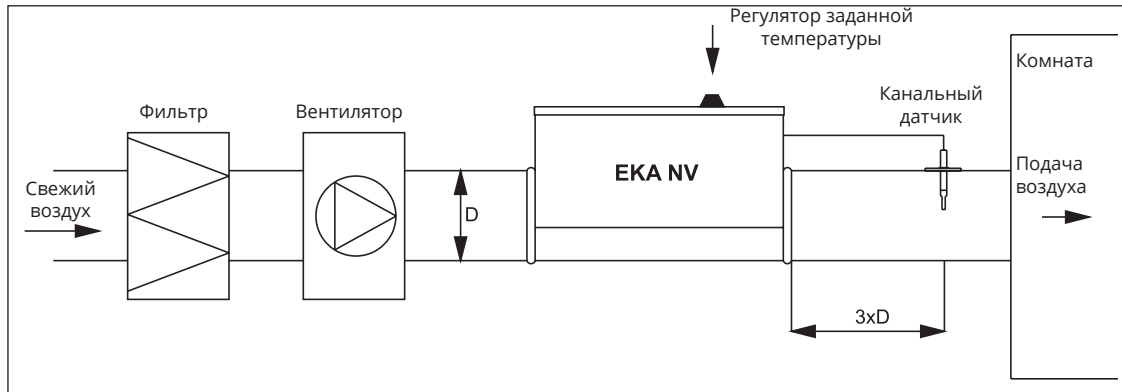 Регулятор заданной
температуры
Комната
Фильтр
Вентилятор
Канальный
датчик
EKA NV
Свежий
воздух
D
Подача
воздуха
3xD